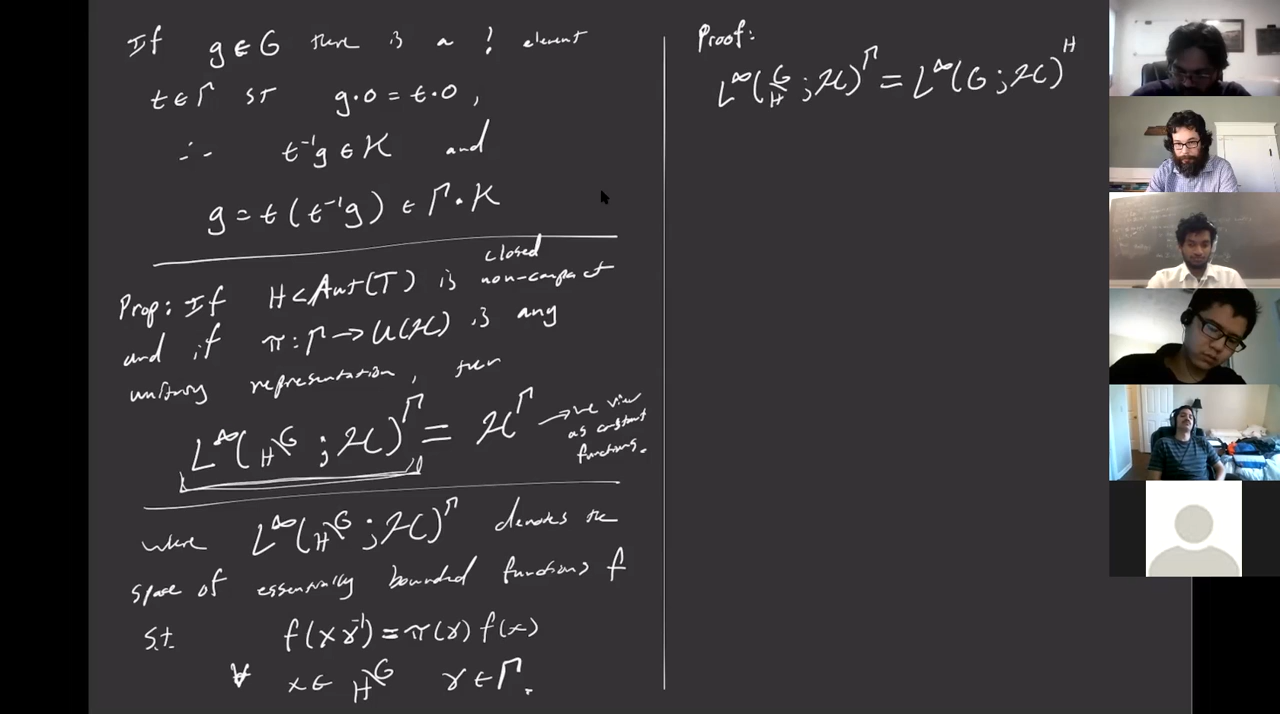 If g ∈ G there is a ! element
t ∈ Γ st g·o = t·o ,
∴ t⁻¹g ∈ K and
g = t(t⁻¹g) ∈ Γ·K
closed
Prop: If H < Aut(T) is non-compact
and if π: Γ → U(ℋ) is any
unitary representation, then
L^∞(H\G ; ℋ)^Γ = ℋ^Γ → we view
as constant
functions.
where L^∞(H\G ; ℋ)^Γ denotes the
space of essentially bounded functions f
s.t. f(xγ⁻¹) = π(γ) f(x)
∀ x ∈ H\G γ ∈ Γ.
Proof:
L^∞(G/H ; ℋ)^Γ = L^∞(G ; ℋ)^H